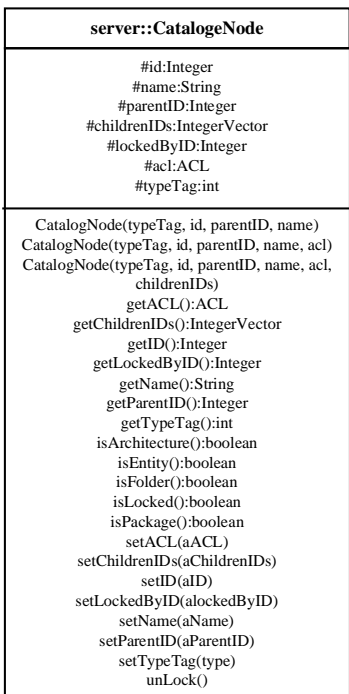 server::CatalogeNode
#id:Integer
#name:String
#parentID:Integer
#childrenIDs:IntegerVector
#lockedByID:Integer
#acl:ACL
#typeTag:int
CatalogNode(typeTag, id, parentID, name)
CatalogNode(typeTag, id, parentID, name, acl)
CatalogNode(typeTag, id, parentID, name, acl,
childrenIDs)
getACL():ACL
getChildrenIDs():IntegerVector
getID():Integer
getLockedByID():Integer
getName():String
getParentID():Integer
getTypeTag():int
isArchitecture():boolean
isEntity():boolean
isFolder():boolean
isLocked():boolean
isPackage():boolean
setACL(aACL)
setChildrenIDs(aChildrenIDs)
setID(aID)
setLockedByID(alockedByID)
setName(aName)
setParentID(aParentID)
setTypeTag(type)
unLock()